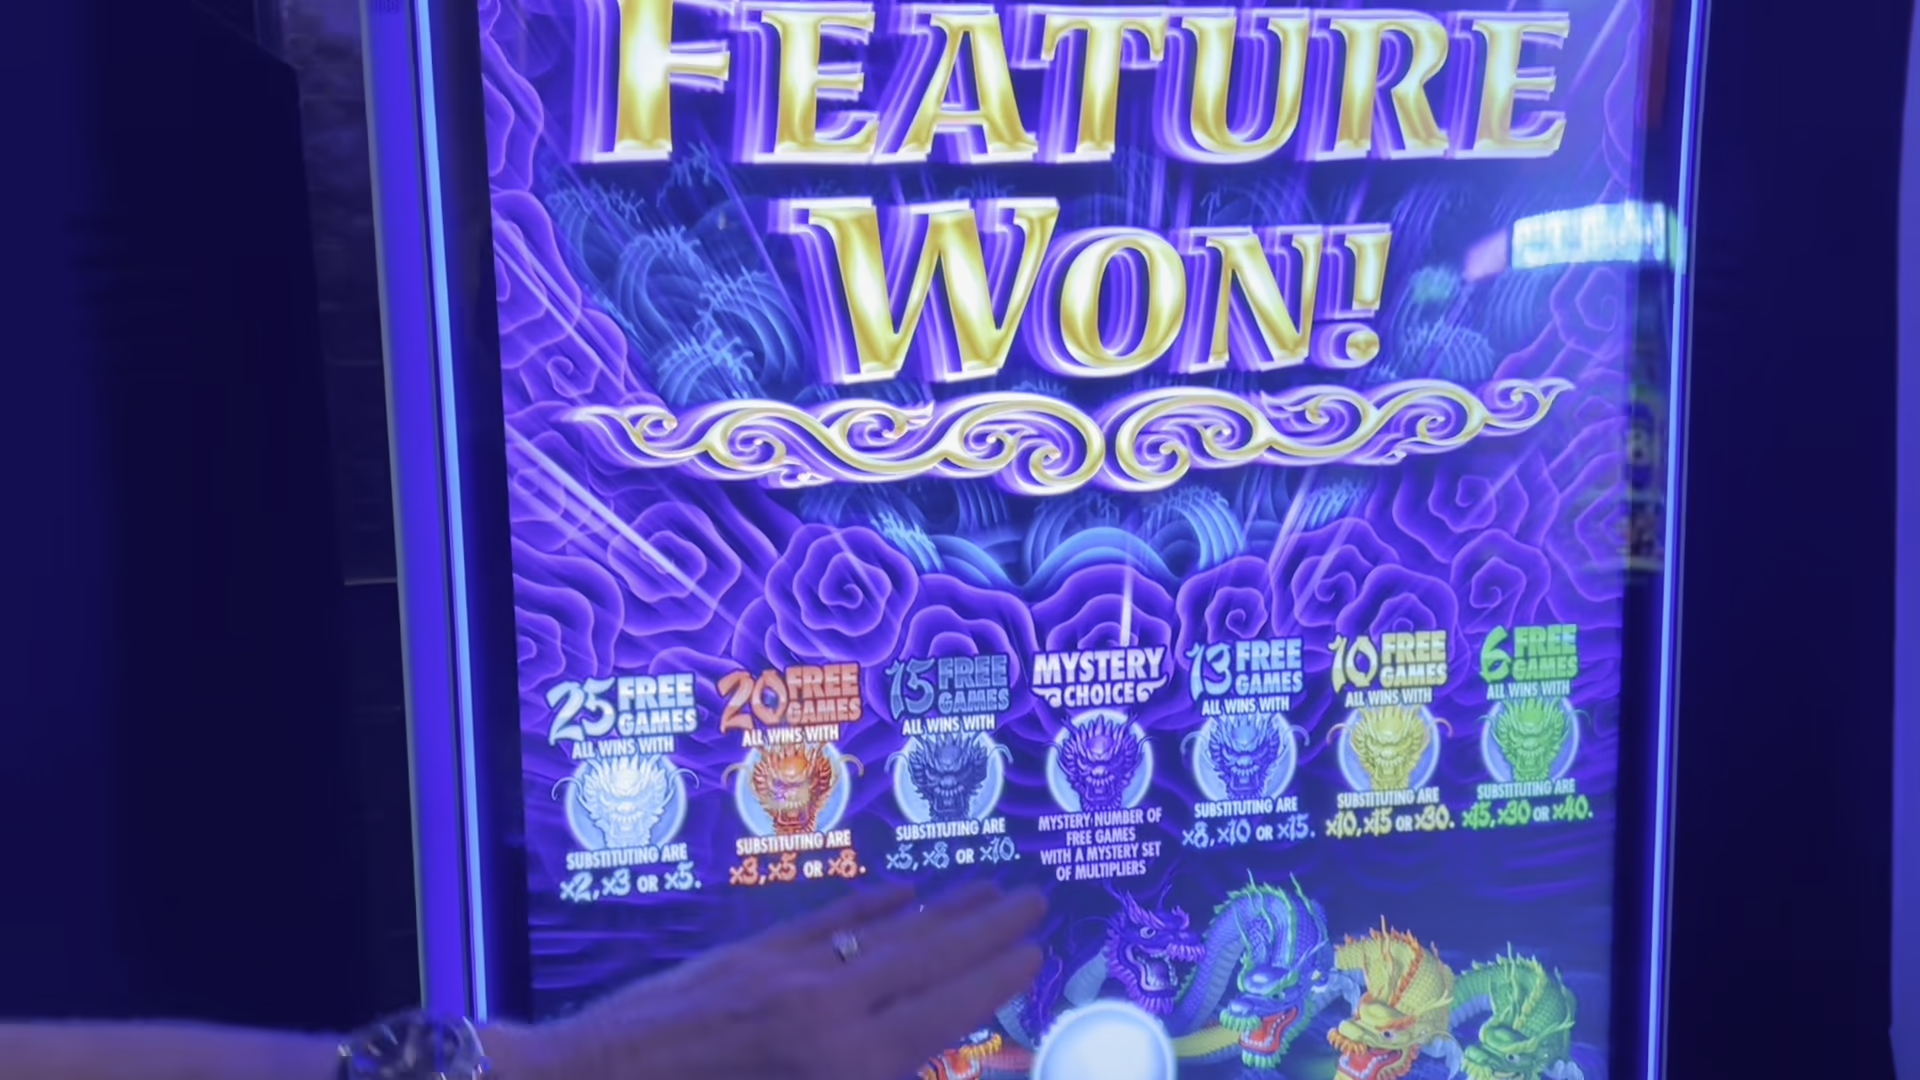 FEATURE
WON!
25 FREE GAMES
ALL WINS WITH
SUBSTITUTING ARE
x2, x3 OR x5.
20 FREE GAMES
ALL WINS WITH
SUBSTITUTING ARE
x3, x5 OR x8.
15 FREE GAMES
ALL WINS WITH
SUBSTITUTING ARE
x5, x8 OR x10.
MYSTERY
CHOICE
MYSTERY NUMBER OF
FREE GAMES
WITH A MYSTERY SET
OF MULTIPLIERS
13 FREE GAMES
ALL WINS WITH
SUBSTITUTING ARE
x8, x10 OR x15.
10 FREE GAMES
ALL WINS WITH
SUBSTITUTING ARE
x10, x15 OR x30.
6 FREE GAMES
ALL WINS WITH
SUBSTITUTING ARE
x15, x30 OR x40.